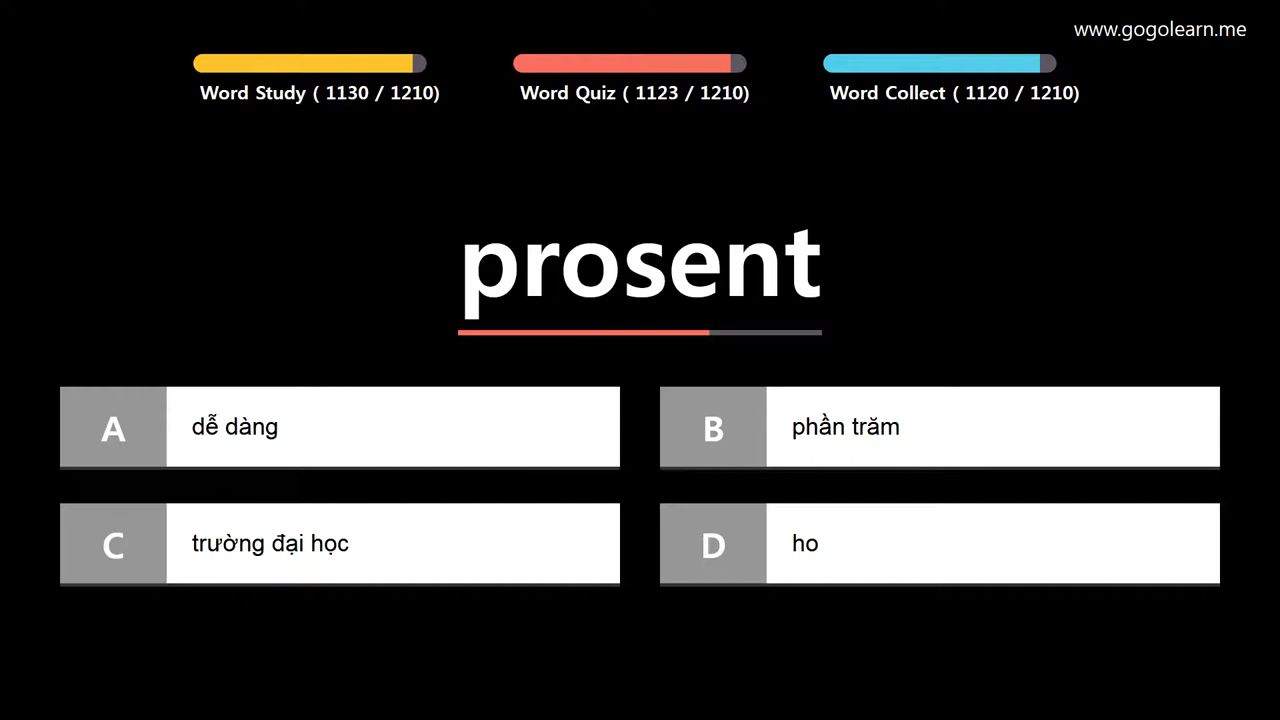 www.gogolearn.me
Word Study ( 1130 / 1210)
Word Quiz ( 1123 / 1210)
Word Collect ( 1120 / 1210)
prosent
A dễ dàng
B phần trăm
C trường đại học
D ho